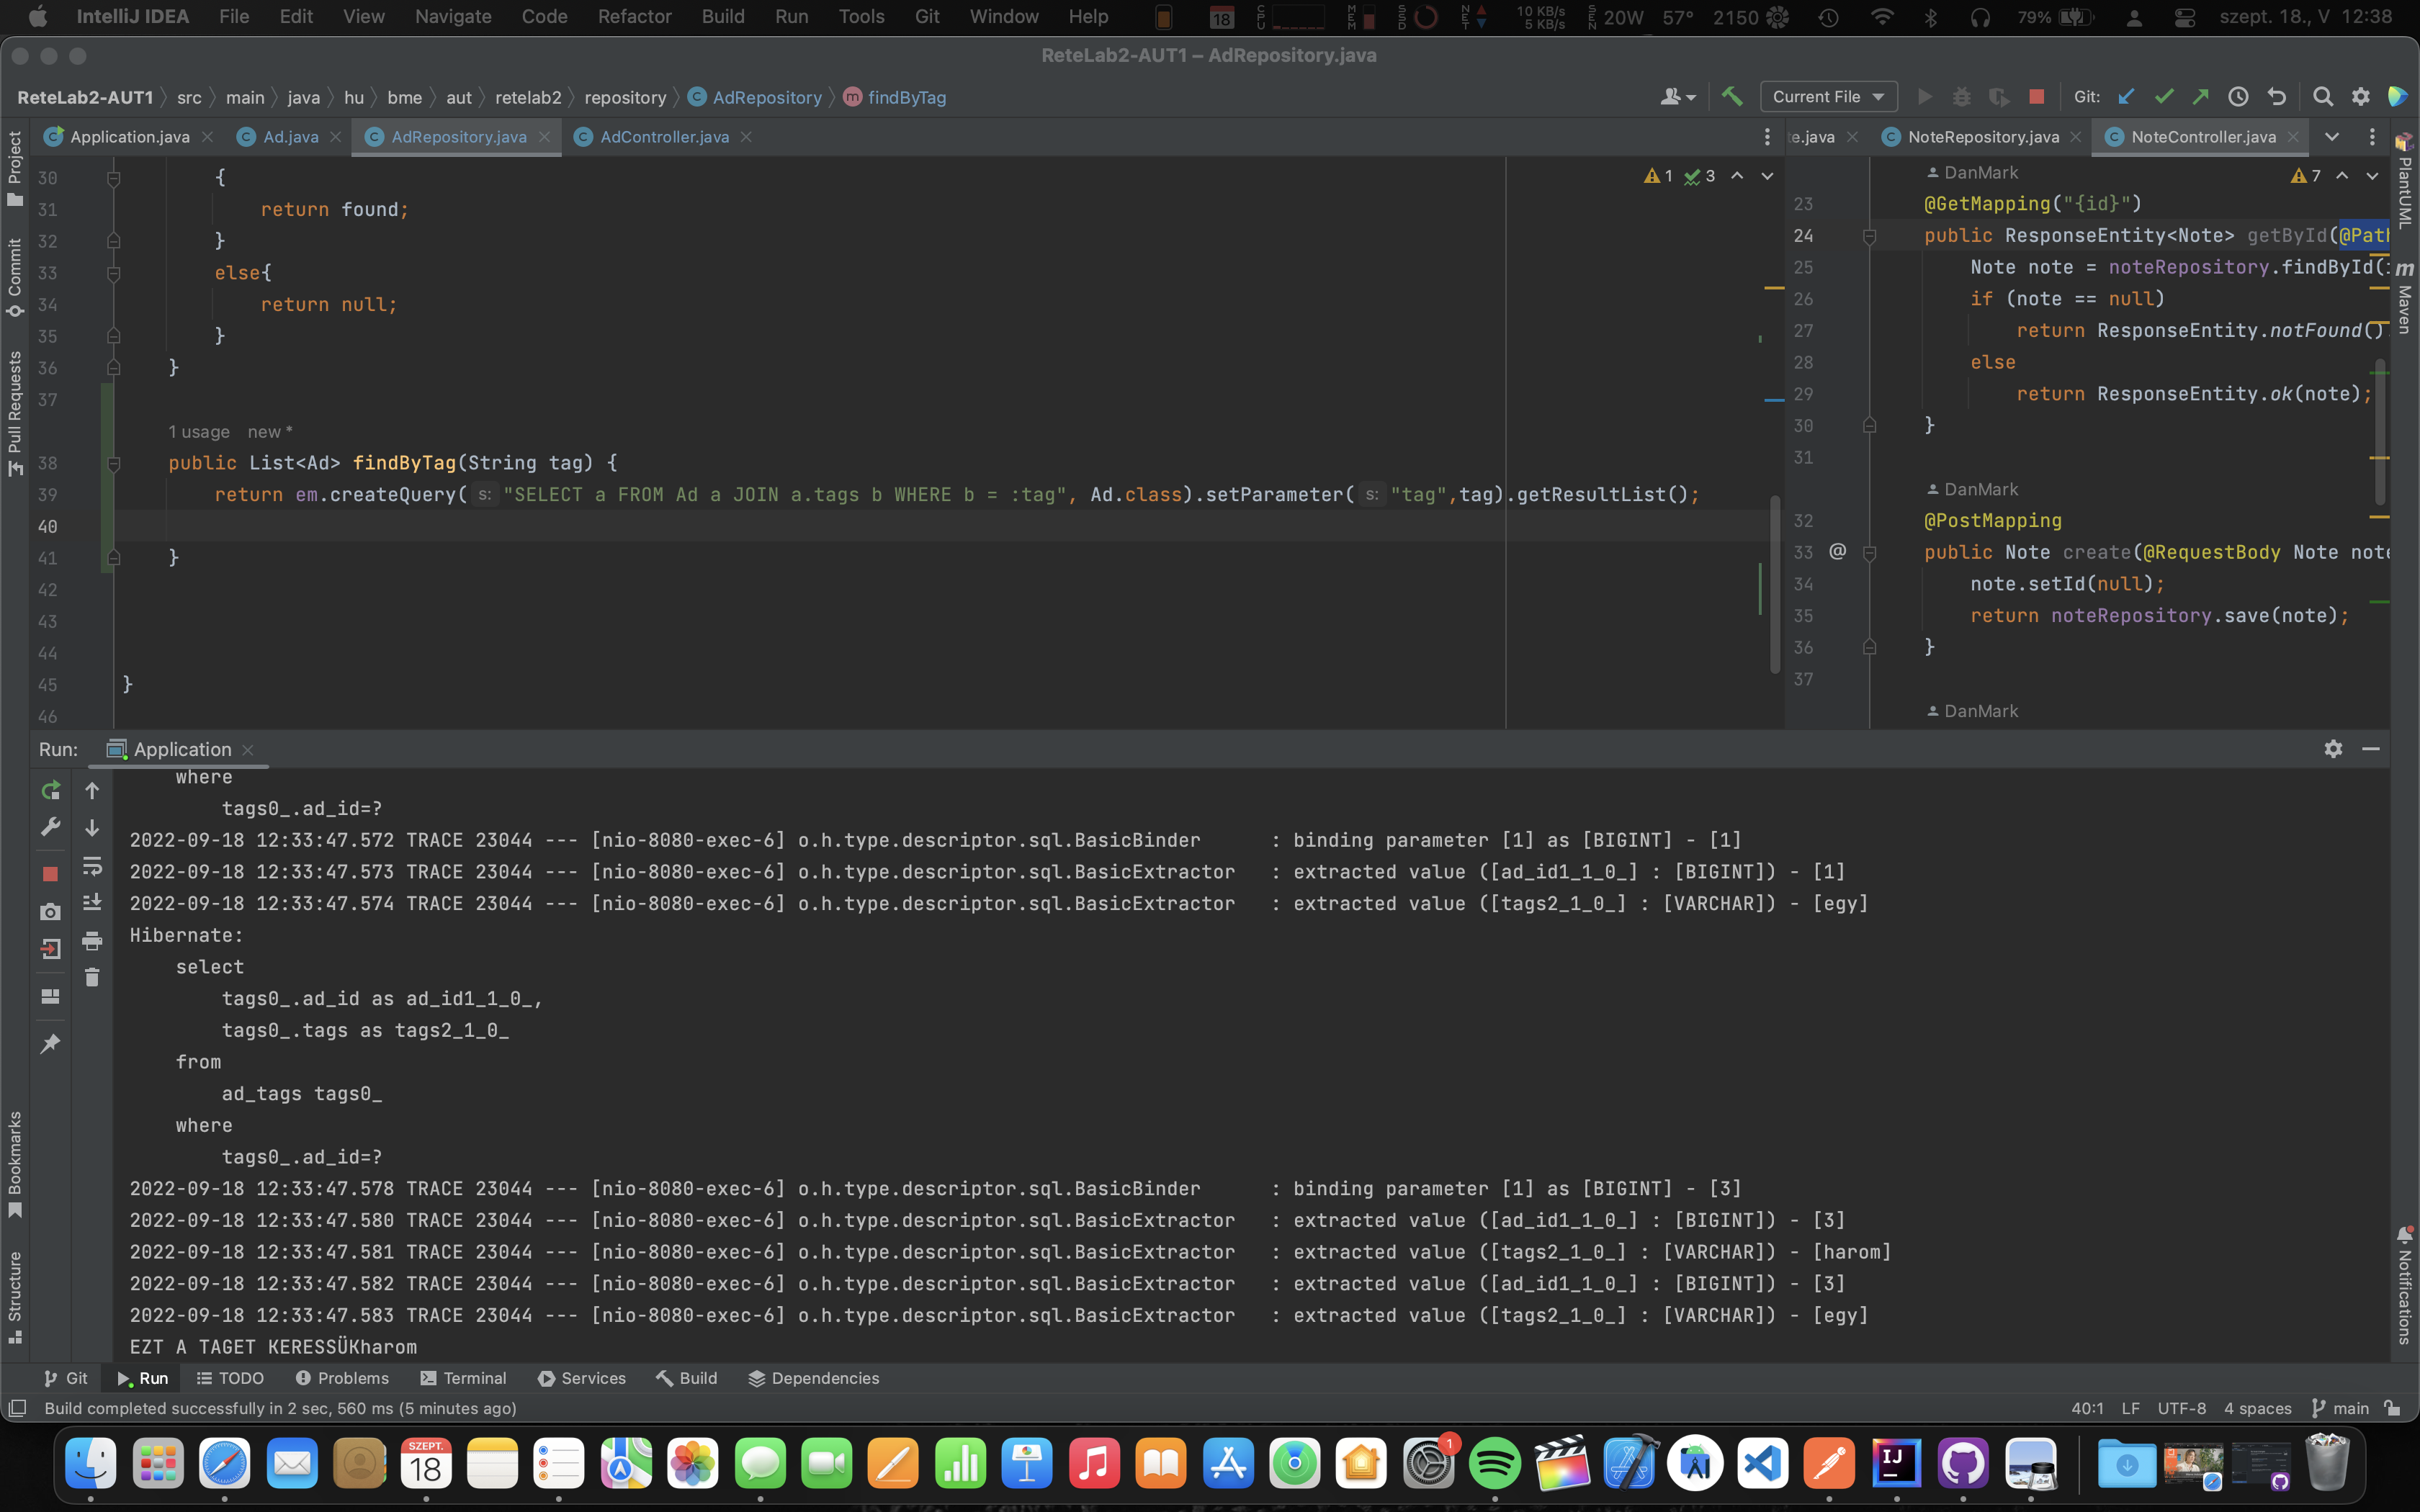 IntelliJ IDEA File Edit View Navigate Code Refactor Build Run Tools Git Window Help 18 CPU MEM SSD NET 10 KB/s 5 KB/s SEN 20W 57° 2150 79% szept. 18., V 12:38
ReteLab2-AUT1 – AdRepository.java
ReteLab2-AUT1 src main java hu bme aut retelab2 repository AdRepository findByTag Current File Git:
Application.java Ad.java AdRepository.java AdController.java
30 {
31 return found;
32 }
33 else{
34 return null;
35 }
36 }
37
1 usage new *
38 public List<Ad> findByTag(String tag) {
39 return em.createQuery( s: "SELECT a FROM Ad a JOIN a.tags b WHERE b = :tag", Ad.class).setParameter( s: "tag",tag).getResultList();
40
41 }
42
43
44
45 }
46
1 3
e.java NoteRepository.java NoteController.java
DanMark
7
23 @GetMapping("{id}")
24 public ResponseEntity<Note> getById(@Path
25 Note note = noteRepository.findById(
26 if (note == null)
27 return ResponseEntity.notFound()
28 else
29 return ResponseEntity.ok(note);
30 }
31
DanMark
32 @PostMapping
33 @ public Note create(@RequestBody Note note
34 note.setId(null);
35 return noteRepository.save(note);
36 }
37
DanMark
Project
Commit
Pull Requests
Bookmarks
Structure
PlantUML
m Maven
Notifications
Run: Application
where
tags0_.ad_id=?
2022-09-18 12:33:47.572 TRACE 23044 --- [nio-8080-exec-6] o.h.type.descriptor.sql.BasicBinder : binding parameter [1] as [BIGINT] - [1]
2022-09-18 12:33:47.573 TRACE 23044 --- [nio-8080-exec-6] o.h.type.descriptor.sql.BasicExtractor : extracted value ([ad_id1_1_0_] : [BIGINT]) - [1]
2022-09-18 12:33:47.574 TRACE 23044 --- [nio-8080-exec-6] o.h.type.descriptor.sql.BasicExtractor : extracted value ([tags2_1_0_] : [VARCHAR]) - [egy]
Hibernate:
select
tags0_.ad_id as ad_id1_1_0_,
tags0_.tags as tags2_1_0_
from
ad_tags tags0_
where
tags0_.ad_id=?
2022-09-18 12:33:47.578 TRACE 23044 --- [nio-8080-exec-6] o.h.type.descriptor.sql.BasicBinder : binding parameter [1] as [BIGINT] - [3]
2022-09-18 12:33:47.580 TRACE 23044 --- [nio-8080-exec-6] o.h.type.descriptor.sql.BasicExtractor : extracted value ([ad_id1_1_0_] : [BIGINT]) - [3]
2022-09-18 12:33:47.581 TRACE 23044 --- [nio-8080-exec-6] o.h.type.descriptor.sql.BasicExtractor : extracted value ([tags2_1_0_] : [VARCHAR]) - [harom]
2022-09-18 12:33:47.582 TRACE 23044 --- [nio-8080-exec-6] o.h.type.descriptor.sql.BasicExtractor : extracted value ([ad_id1_1_0_] : [BIGINT]) - [3]
2022-09-18 12:33:47.583 TRACE 23044 --- [nio-8080-exec-6] o.h.type.descriptor.sql.BasicExtractor : extracted value ([tags2_1_0_] : [VARCHAR]) - [egy]
EZT A TAGET KERESSÜKharom
Git Run TODO Problems Terminal Services Build Dependencies
Build completed successfully in 2 sec, 560 ms (5 minutes ago) 40:1 LF UTF-8 4 spaces main
SZEPT. 18 1 IJ